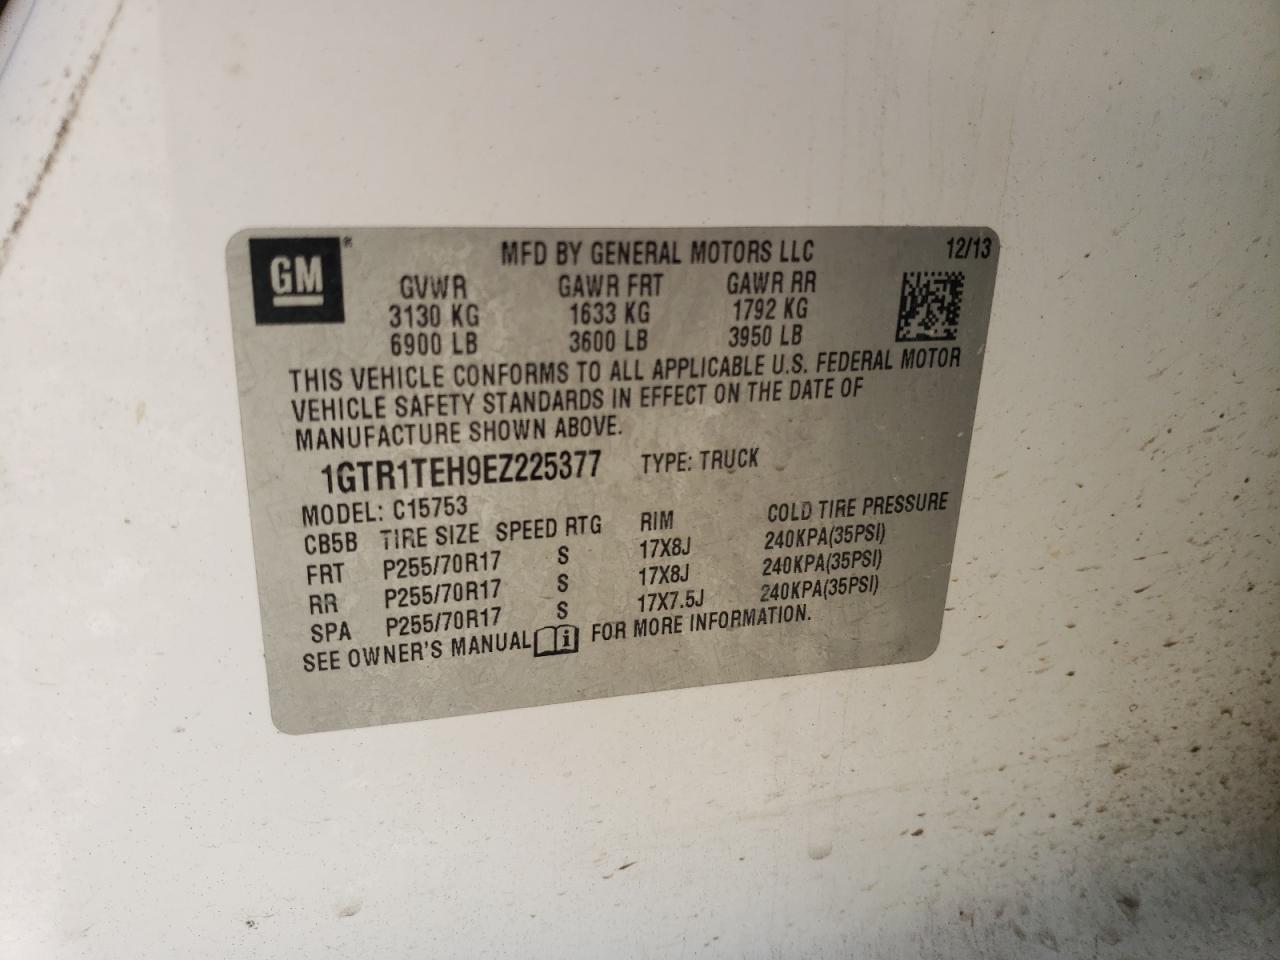 GM® MFD BY GENERAL MOTORS LLC 12/13
GVWR GAWR FRT GAWR RR
3130 KG 1633 KG 1792 KG
6900 LB 3600 LB 3950 LB
THIS VEHICLE CONFORMS TO ALL APPLICABLE U.S. FEDERAL MOTOR
VEHICLE SAFETY STANDARDS IN EFFECT ON THE DATE OF
MANUFACTURE SHOWN ABOVE.
1GTR1TEH9EZ225377 TYPE: TRUCK
MODEL: C15753
CB5B TIRE SIZE SPEED RTG RIM COLD TIRE PRESSURE
FRT P255/70R17 S 17X8J 240KPA(35PSI)
RR P255/70R17 S 17X8J 240KPA(35PSI)
SPA P255/70R17 S 17X7.5J 240KPA(35PSI)
SEE OWNER'S MANUAL FOR MORE INFORMATION.